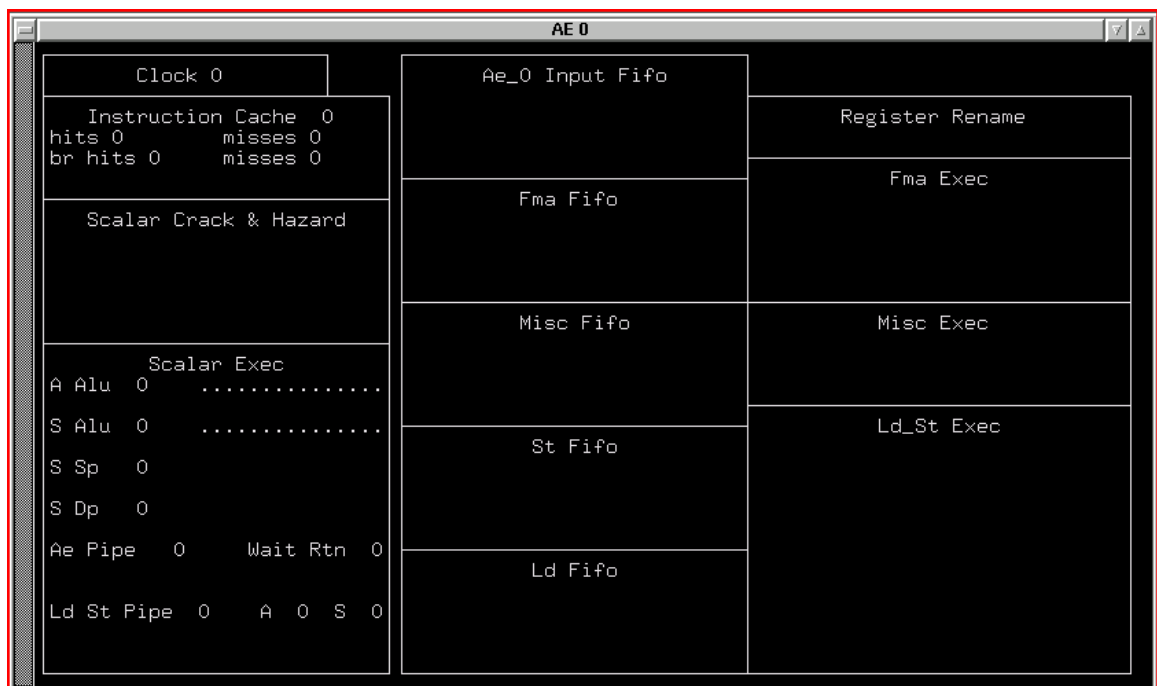 AE 0
Clock 0
Instruction Cache 0
hits 0 misses 0
br hits 0 misses 0
Scalar Crack & Hazard
Scalar Exec
A Alu 0 ...............
S Alu 0 ...............
S Sp 0
S Dp 0
Ae Pipe 0 Wait Rtn 0
Ld St Pipe 0 A 0 S 0
Ae_0 Input Fifo
Fma Fifo
Misc Fifo
St Fifo
Ld Fifo
Register Rename
Fma Exec
Misc Exec
Ld_St Exec